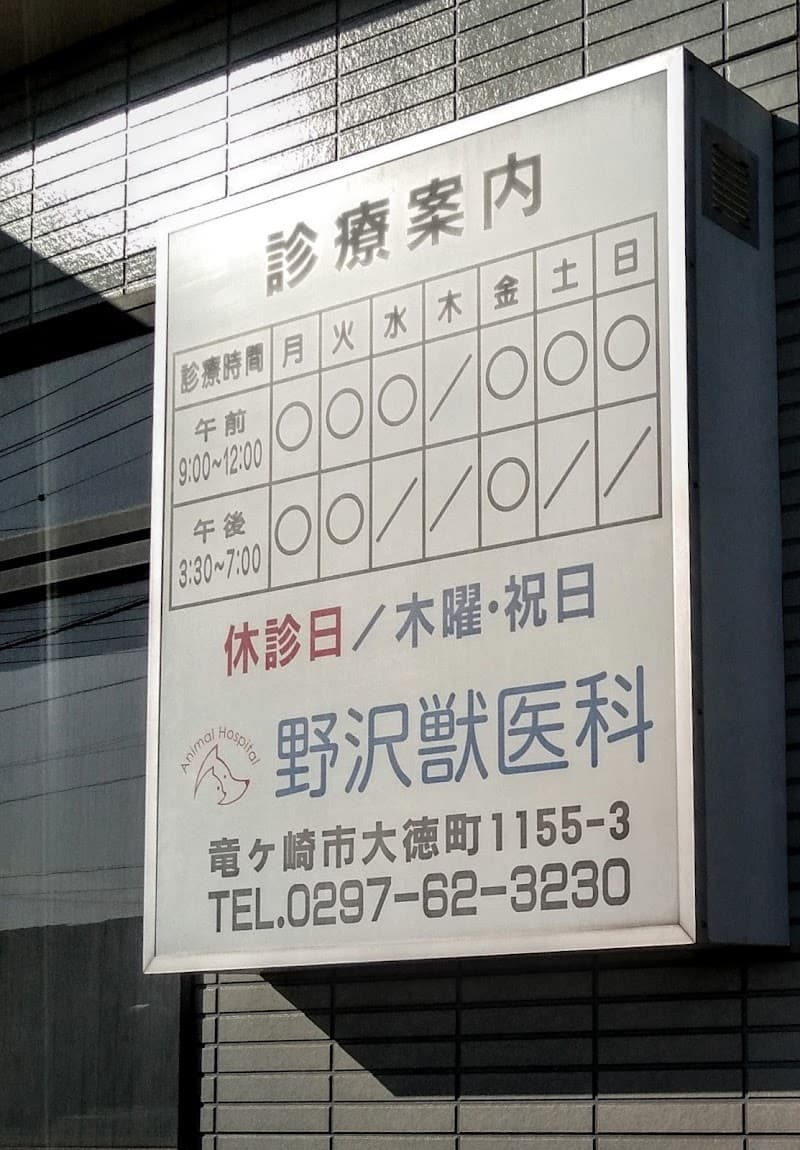 診療案内
診療時間 月 火 水 木 金 土 日
午前 9:00~12:00 ○ ○ ○ / ○ ○ ○
午後 3:30~7:00 ○ ○ / / ○ / /
休診日/木曜・祝日
Animal Hospital
野沢獣医科
竜ヶ崎市大徳町1155-3
TEL.0297-62-3230